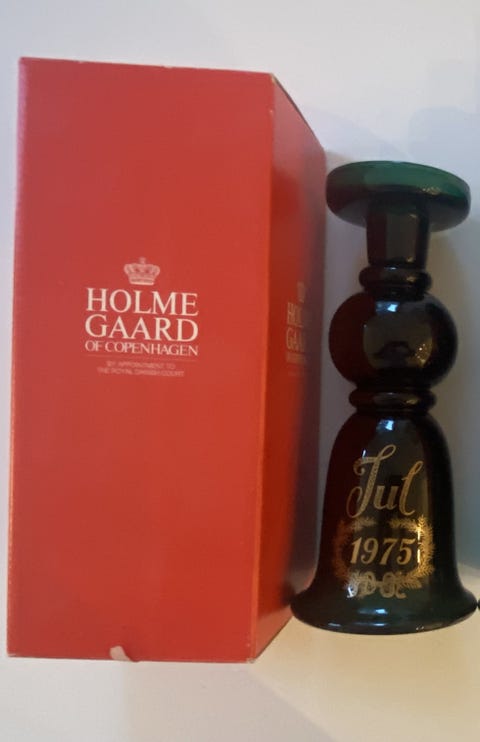 HOLME
GAARD
OF COPENHAGEN
BY APPOINTMENT TO
THE ROYAL DANISH COURT
HOLME
GAARD
Jul
1975